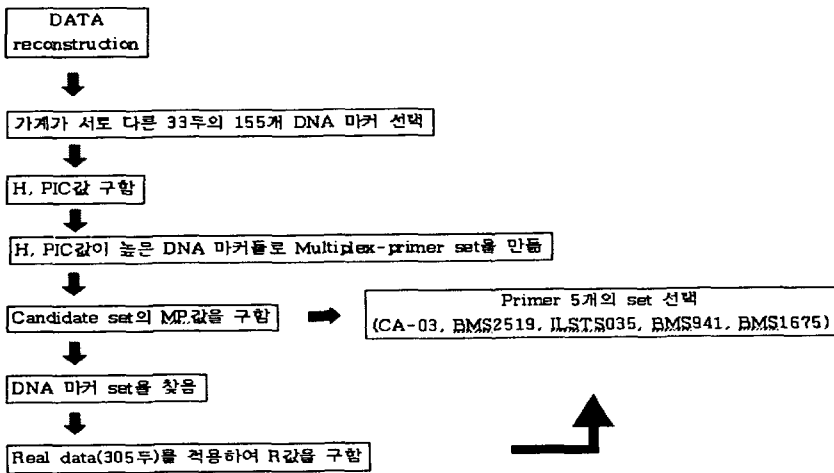 DATA
reconstruction
가계가 서로 다른 33두의 155개 DNA 마커 선택
H, PIC값 구함
H, PIC값이 높은 DNA 마커들로 Multiplex-primer set을 만듦
Candidate set의 MP값을 구함
Primer 5개의 set 선택
(CA-03, BMS2519, ILSTS035, BMS941, BMS1675)
DNA 마커 set을 찾음
Real data(305두)를 적용하여 R값을 구함